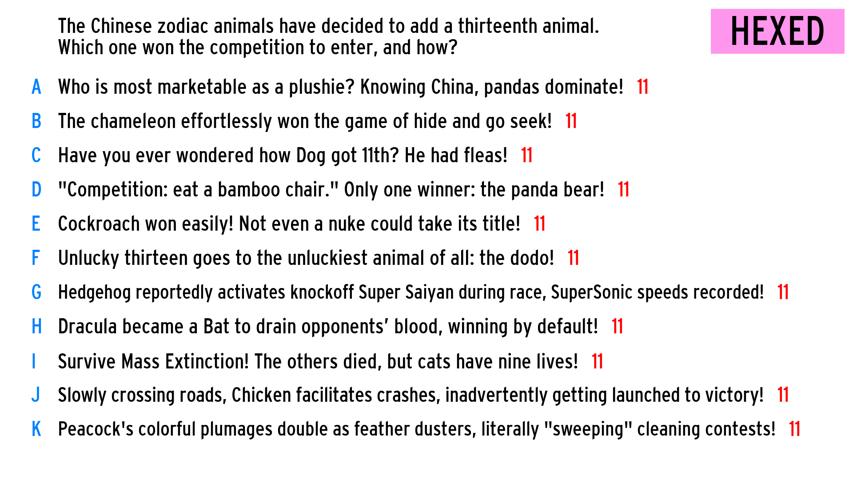 The Chinese zodiac animals have decided to add a thirteenth animal.
Which one won the competition to enter, and how?
HEXED
A Who is most marketable as a plushie? Knowing China, pandas dominate! 11
B The chameleon effortlessly won the game of hide and go seek! 11
C Have you ever wondered how Dog got 11th? He had fleas! 11
D "Competition: eat a bamboo chair." Only one winner: the panda bear! 11
E Cockroach won easily! Not even a nuke could take its title! 11
F Unlucky thirteen goes to the unluckiest animal of all: the dodo! 11
G Hedgehog reportedly activates knockoff Super Saiyan during race, SuperSonic speeds recorded! 11
H Dracula became a Bat to drain opponents’ blood, winning by default! 11
I Survive Mass Extinction! The others died, but cats have nine lives! 11
J Slowly crossing roads, Chicken facilitates crashes, inadvertently getting launched to victory! 11
K Peacock's colorful plumages double as feather dusters, literally "sweeping" cleaning contests! 11